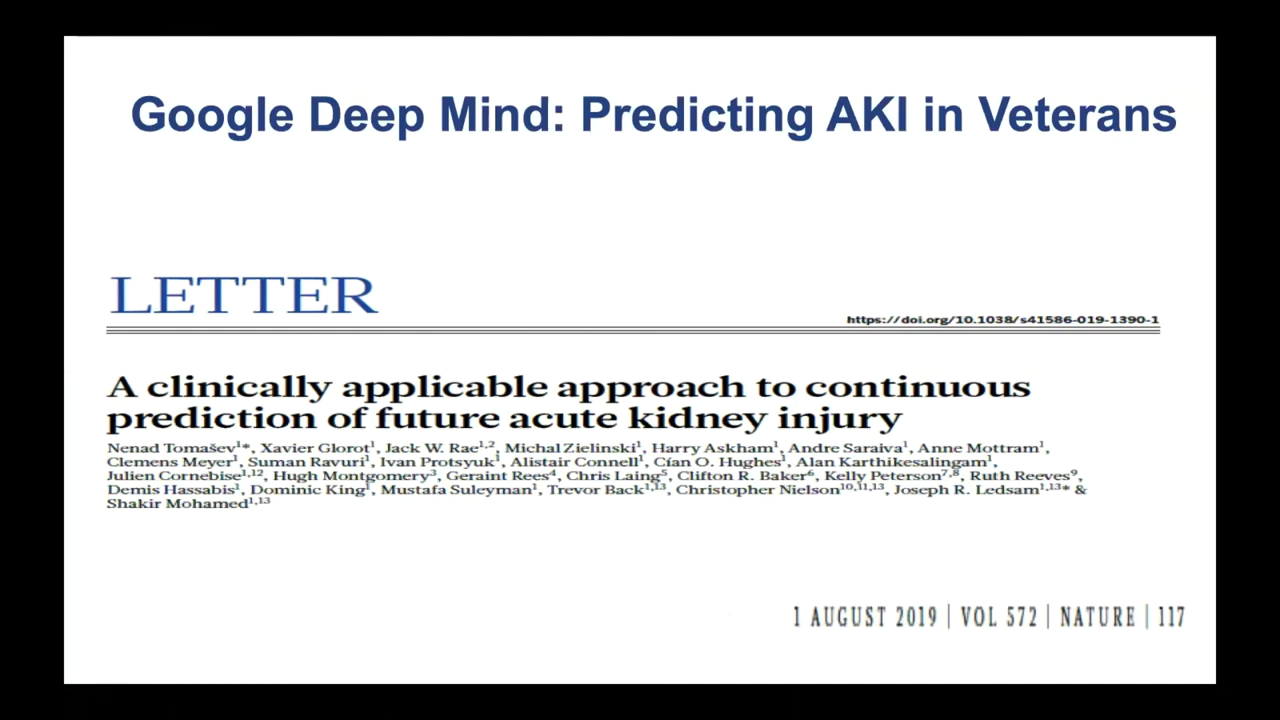 Google Deep Mind: Predicting AKI in Veterans
LETTER
https://doi.org/10.1038/s41586-019-1390-1
A clinically applicable approach to continuous
prediction of future acute kidney injury
Nenad Tomašev1*, Xavier Glorot1, Jack W. Rae1,2, Michal Zielinski1, Harry Askham1, Andre Saraiva1, Anne Mottram1,
Clemens Meyer1, Suman Ravuri1, Ivan Protsyuk1, Alistair Connell1, Cían O. Hughes1, Alan Karthikesalingam1,
Julien Cornebise1,12, Hugh Montgomery3, Geraint Rees4, Chris Laing5, Clifton R. Baker6, Kelly Peterson7,8, Ruth Reeves9,
Demis Hassabis1, Dominic King1, Mustafa Suleyman1, Trevor Back1,13, Christopher Nielson10,11,13, Joseph R. Ledsam1,13* &
Shakir Mohamed1,13
1 AUGUST 2019 | VOL 572 | NATURE | 117